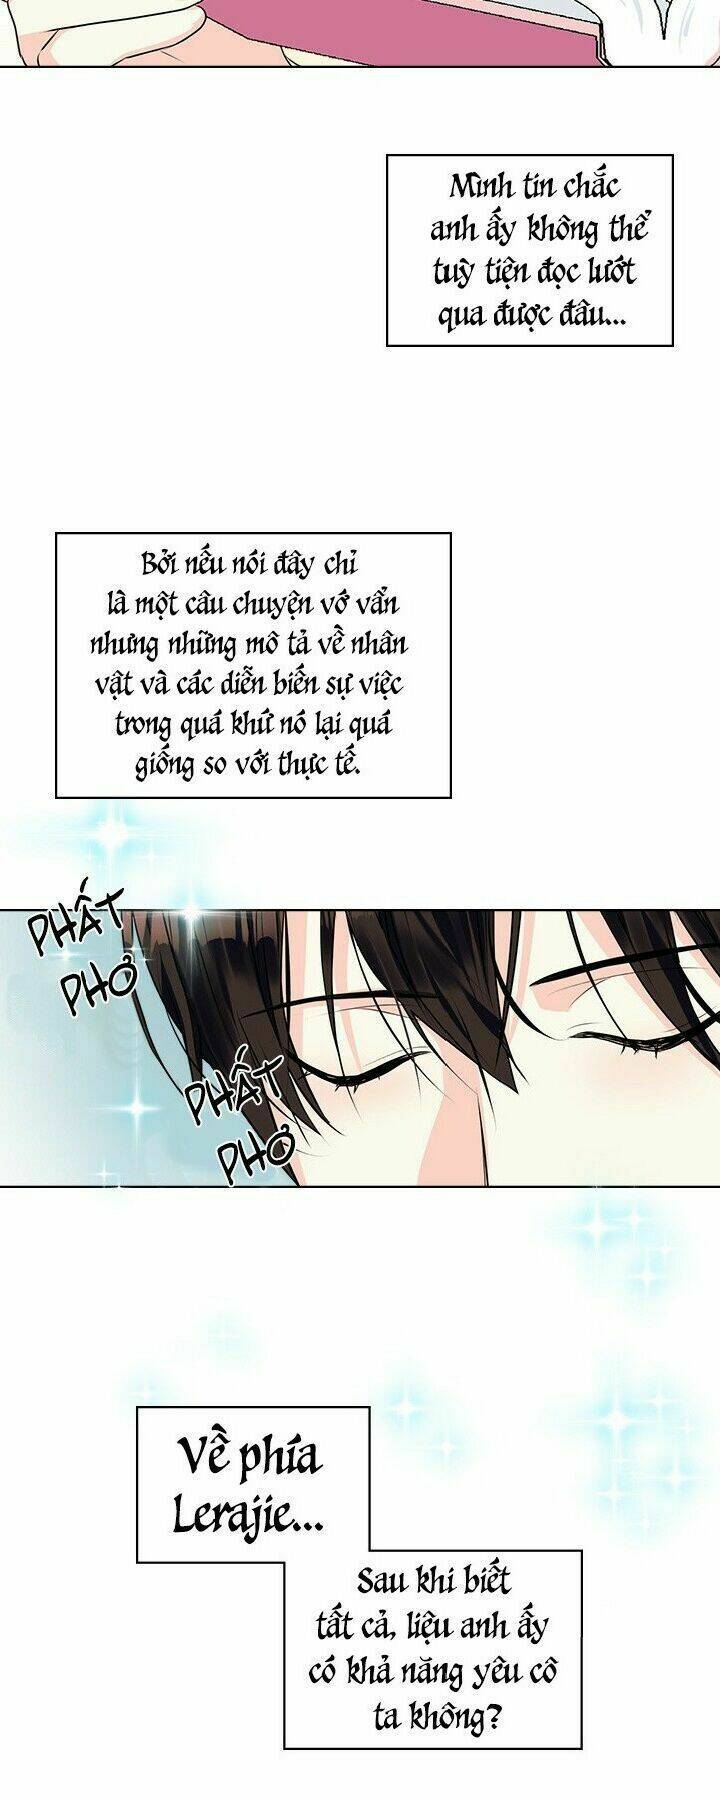 Mình tin chắc
anh ấy không thể
tuỳ tiện đọc lướt
qua được đâu...
Bởi nếu nói đây chỉ
là một câu chuyện vớ vẩn
nhưng những mô tả về nhân
vật và các diễn biến sự việc
trong quá khứ nó lại quá
giống so với thực tế.
PHẤT
PHƠ
PHẤT
PHƠ
Về phía
Lerajie...
Sau khi biết
tất cả, liệu anh ấy
có khả năng yêu cô
ta không?